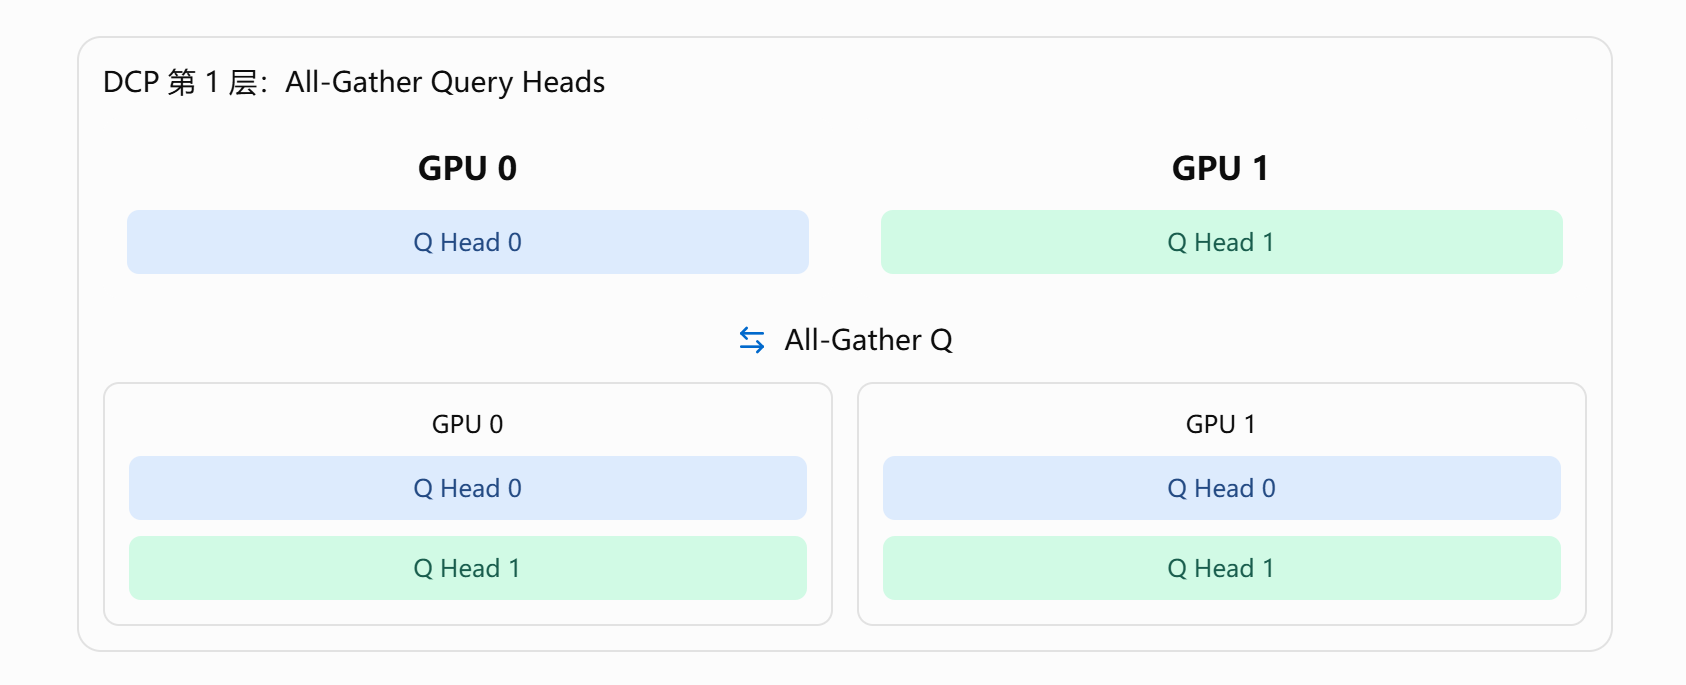 DCP 第 1 层：All-Gather Query Heads
GPU 0
GPU 1
Q Head 0
Q Head 1
All-Gather Q
GPU 0
Q Head 0
Q Head 1
GPU 1
Q Head 0
Q Head 1